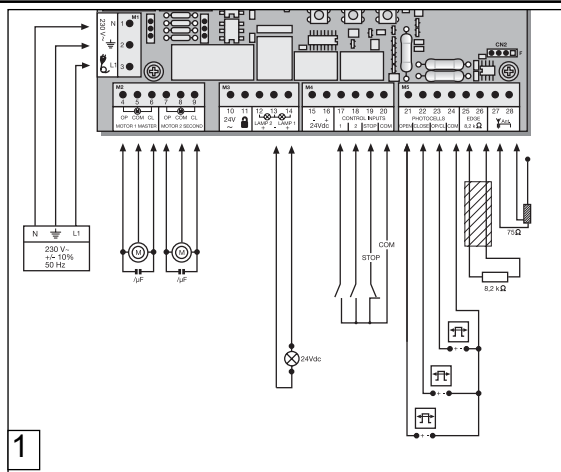 M1
230 V~
N 1
2
L1 3
CN2
F
M2
M3
M4
M5
4 5 6 7 8 9
10 11 12 13 14
15 16 17 18 19 20
21 22 23 24 25 26 27 28
OP COM CL OP COM CL
MOTOR 1 MASTER MOTOR 2 SECOND
24V
~
LAMP 2 LAMP 1
+ - +
- +
24Vdc
CONTROL INPUTS
1 2 STOP COM
PHOTOCELLS
OPEN CLOSE OP/CL COM
EDGE
8,2 kΩ
Ant.
N L1
230 V~
+/- 10%
50 Hz
M M
/µF /µF
24Vdc
STOP
COM
75Ω
8,2 kΩ
+ -
+ -
+ -
1